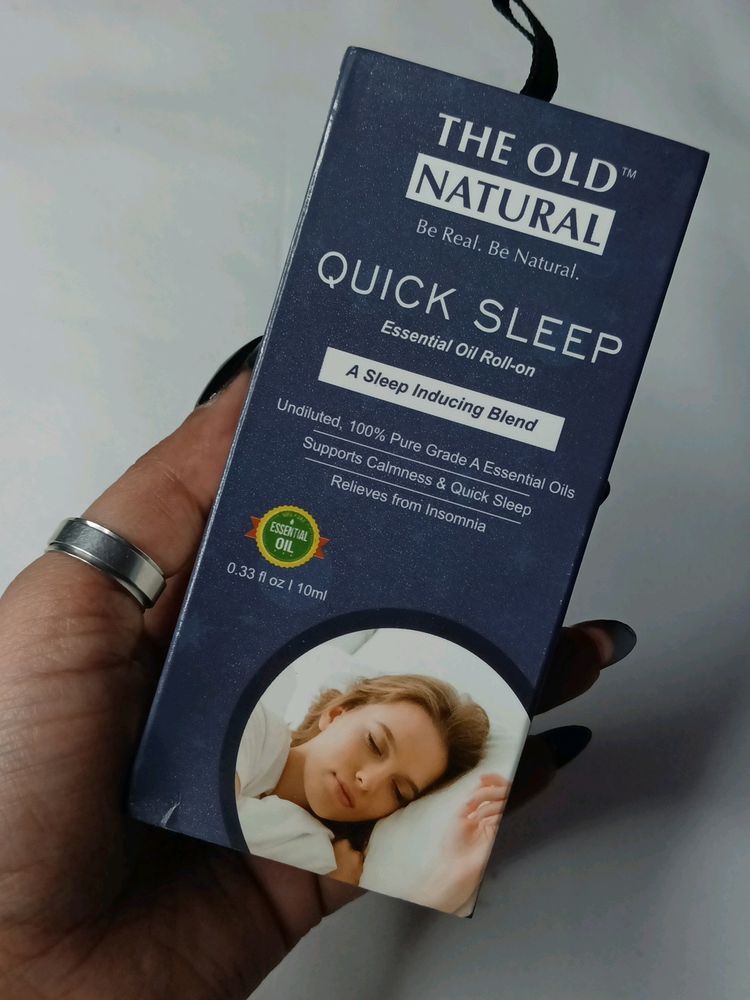 THE OLD™
NATURAL
Be Real. Be Natural.
QUICK SLEEP
Essential Oil Roll-on
A Sleep Inducing Blend
Undiluted, 100% Pure Grade A Essential Oils
Supports Calmness & Quick Sleep
Relieves from Insomnia
ESSENTIAL
OIL
0.33 fl oz | 10ml